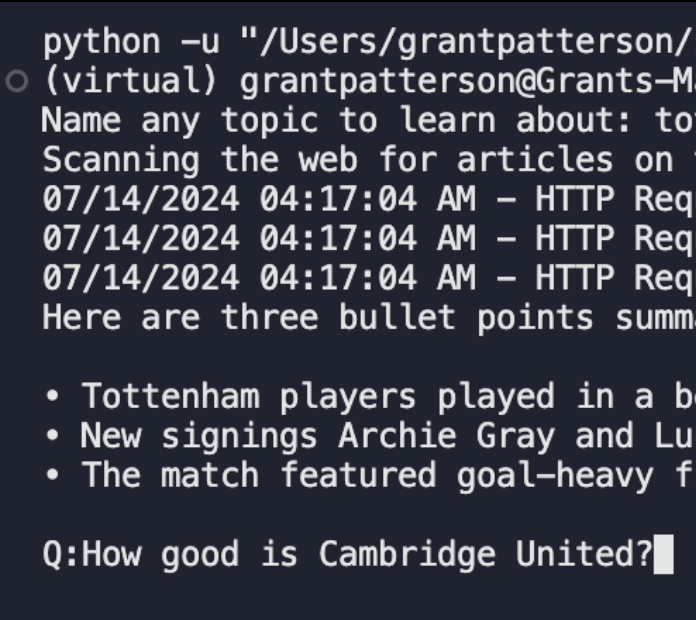 python -u "/Users/grantpatterson/
(virtual) grantpatterson@Grants-M
Name any topic to learn about: to
Scanning the web for articles on
07/14/2024 04:17:04 AM - HTTP Req
07/14/2024 04:17:04 AM - HTTP Req
07/14/2024 04:17:04 AM - HTTP Req
Here are three bullet points summ
• Tottenham players played in a b
• New signings Archie Gray and Lu
• The match featured goal-heavy f
Q:How good is Cambridge United?